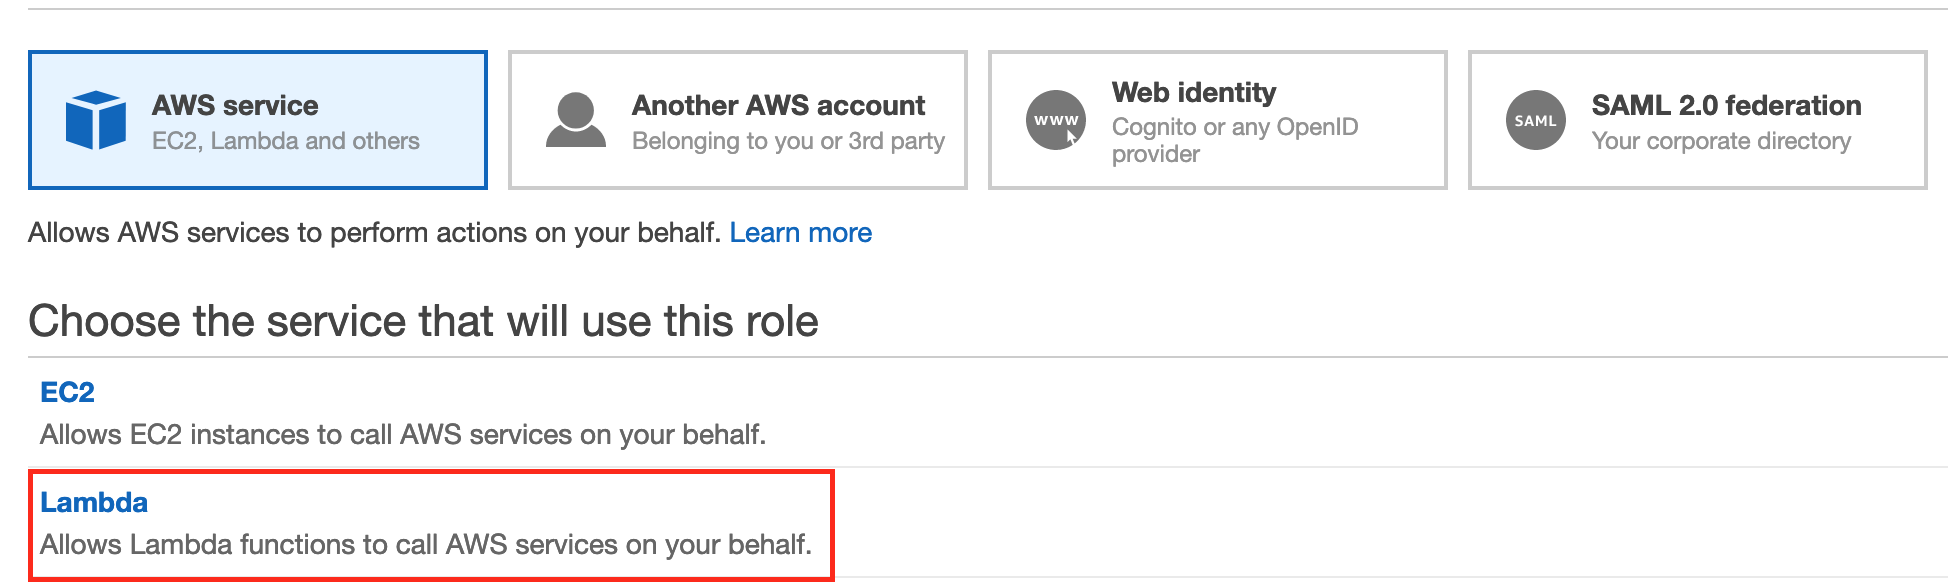 AWS service
EC2, Lambda and others
Another AWS account
Belonging to you or 3rd party
www
Web identity
Cognito or any OpenID
provider
SAML
SAML 2.0 federation
Your corporate directory
Allows AWS services to perform actions on your behalf. Learn more
Choose the service that will use this role
EC2
Allows EC2 instances to call AWS services on your behalf.
Lambda
Allows Lambda functions to call AWS services on your behalf.